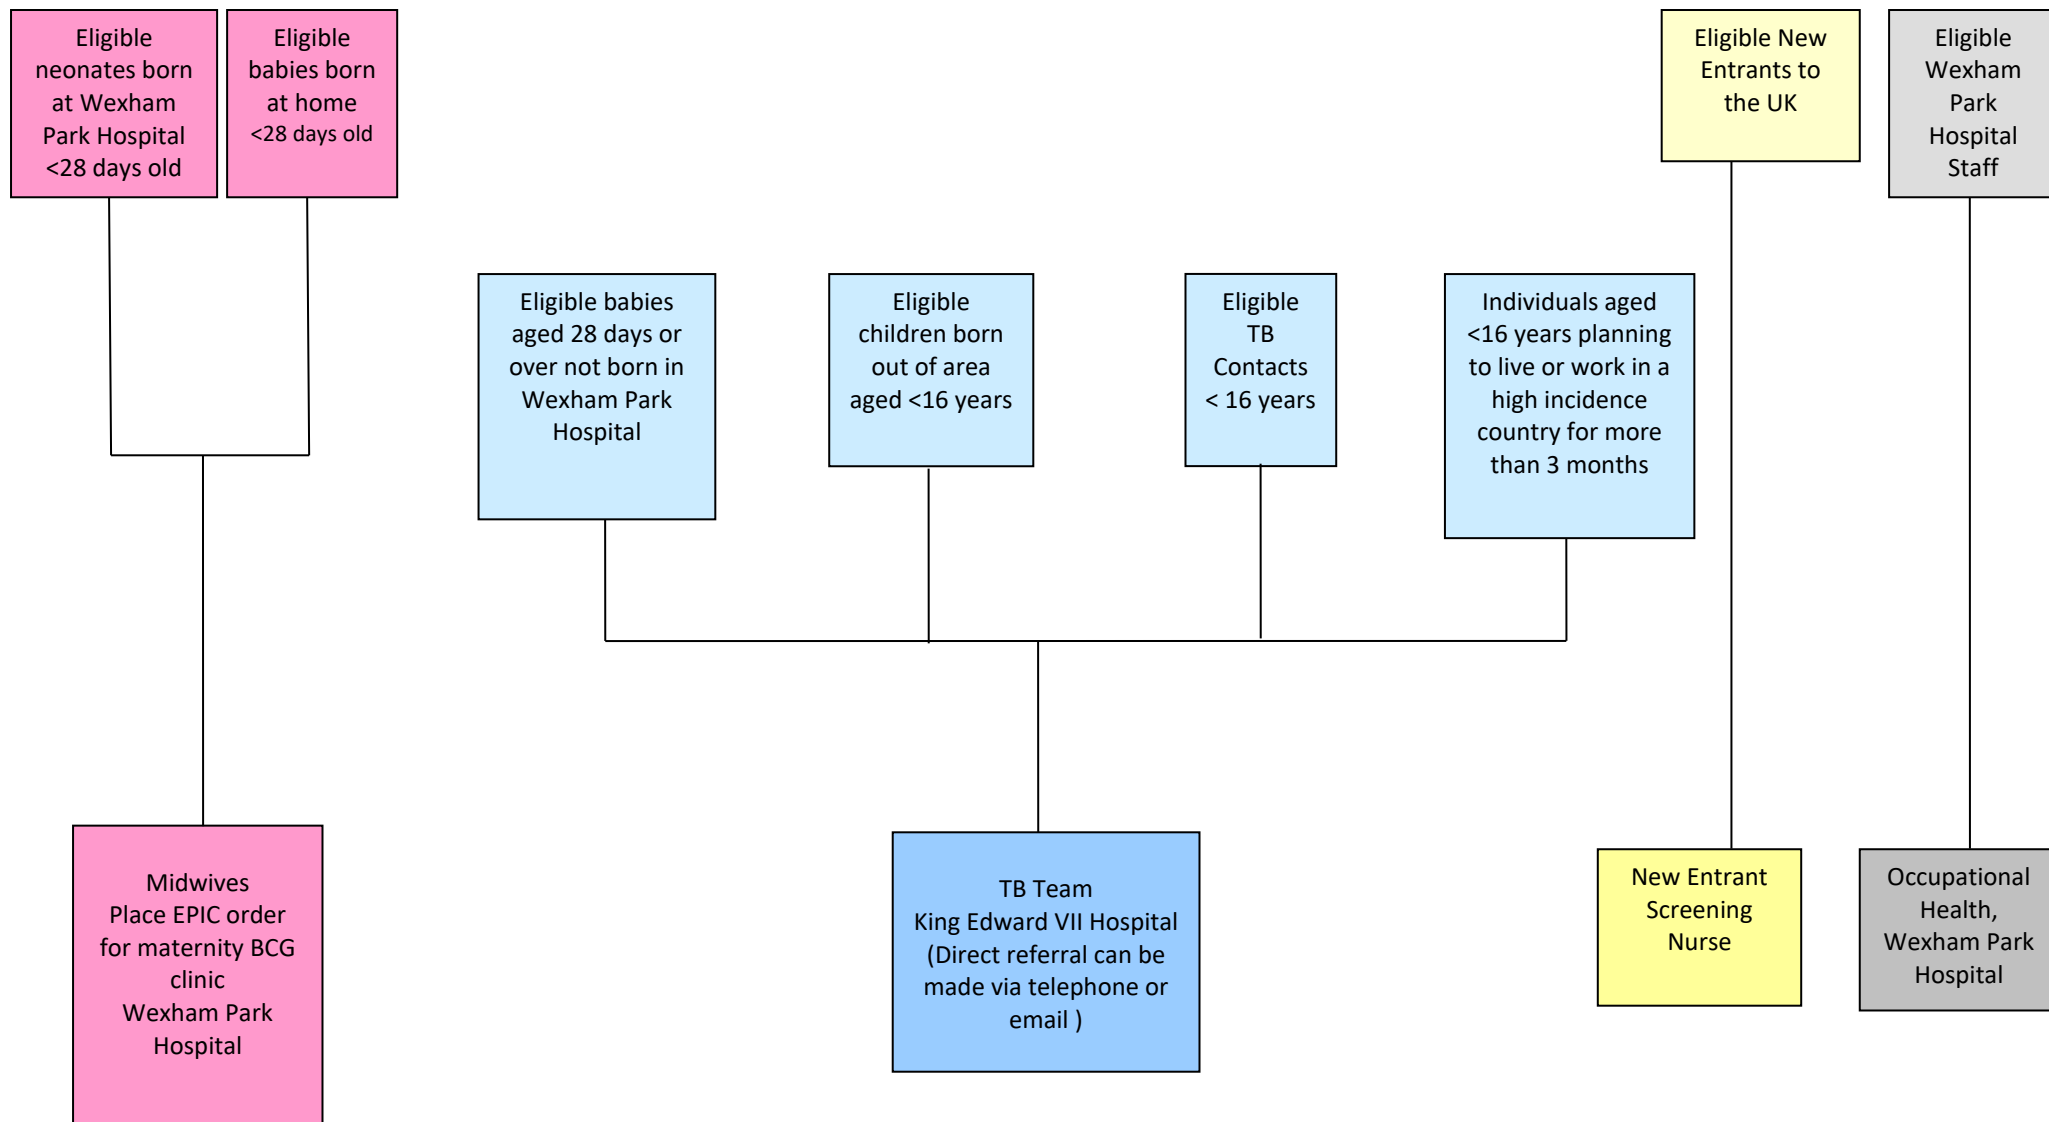 Eligible
neonates born
at Wexham
Park Hospital
<28 days old
Eligible
babies born
at home
<28 days old
Eligible New
Entrants to
the UK
Eligible
Wexham
Park
Hospital
Staff
Eligible babies
aged 28 days or
over not born in
Wexham Park
Hospital
Eligible
children born
out of area
aged <16 years
Eligible
TB
Contacts
< 16 years
Individuals aged
<16 years planning
to live or work in a
high incidence
country for more
than 3 months
Midwives
Place EPIC order
for maternity BCG
clinic
Wexham Park
Hospital
TB Team
King Edward VII Hospital
(Direct referral can be
made via telephone or
email )
New Entrant
Screening
Nurse
Occupational
Health,
Wexham Park
Hospital